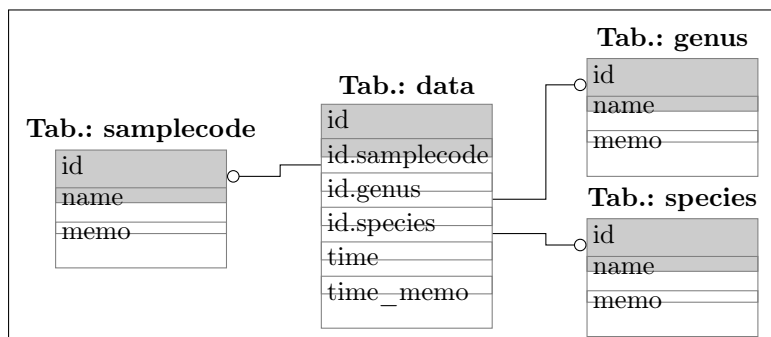 Tab.: samplecode
id
name
memo
Tab.: data
id
id.samplecode
id.genus
id.species
time
time_memo
Tab.: genus
id
name
memo
Tab.: species
id
name
memo